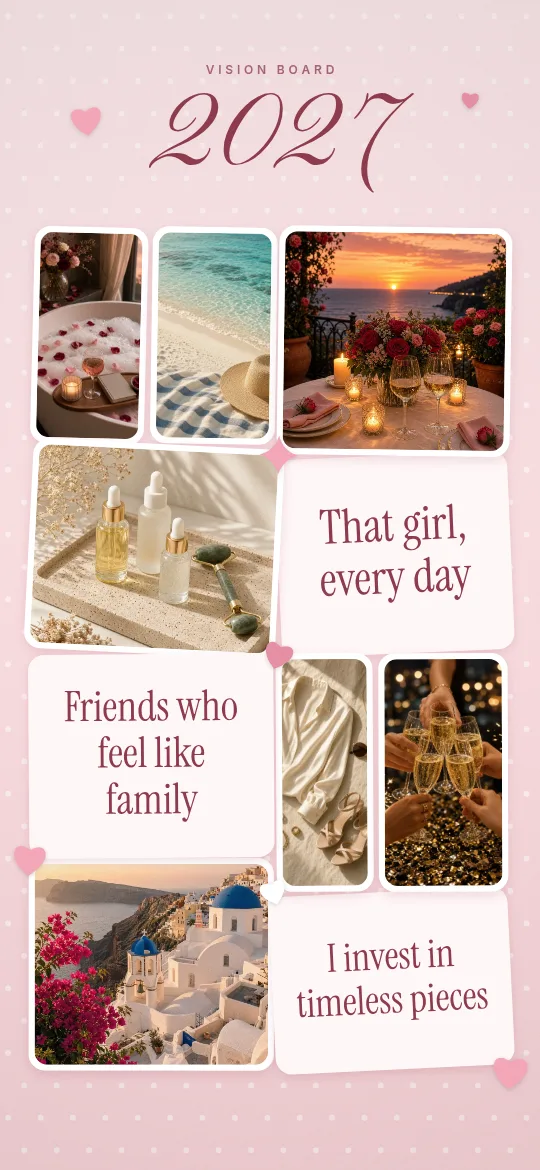 VISION BOARD
2027
That girl,
every day
Friends who
feel like
family
I invest in
timeless pieces